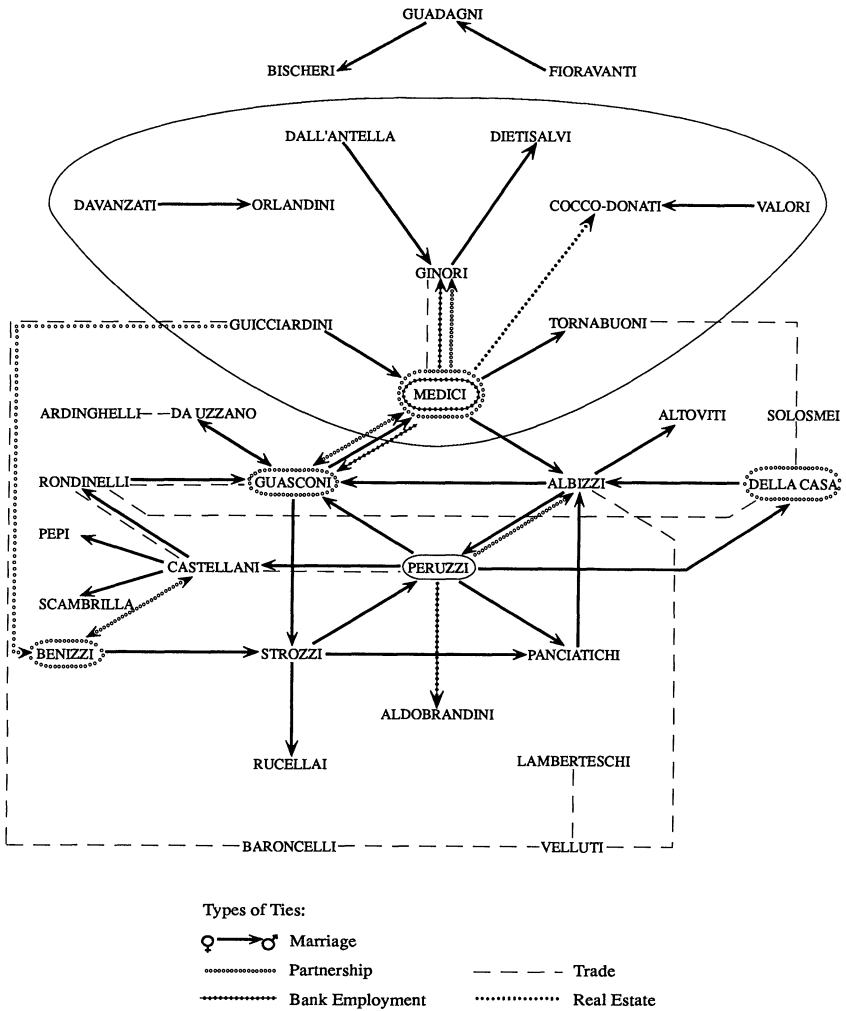 GUADAGNI
BISCHERI
FIORAVANTI
DALL'ANTELLA
DIETISALVI
DAVANZATI
ORLANDINI
COCCO-DONATI
VALORI
GINORI
GUICCIARDINI
TORNABUONI
MEDICI
ARDINGHELLI
DA UZZANO
ALTOVITI
SOLOSMEI
RONDINELLI
GUASCONI
ALBIZZI
DELLA CASA
PEPI
CASTELLANI
PERUZZI
SCAMBRILLA
BENIZZI
STROZZI
PANCIATICHI
ALDOBRANDINI
RUCELLAI
LAMBERTESCHI
BARONCELLI
VELLUTI
Types of Ties:
♀ ♂ Marriage
Partnership
Trade
Bank Employment
Real Estate